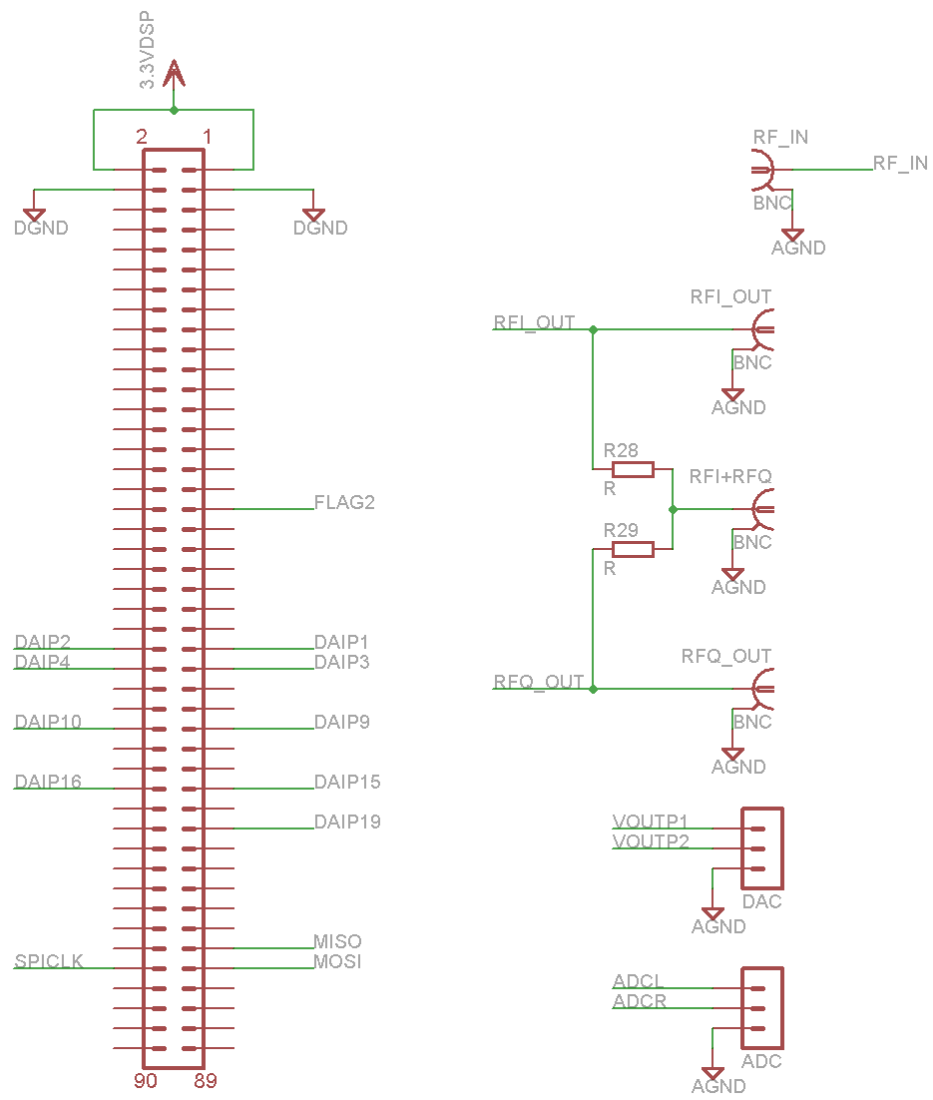 3.3VDSP
2 1
DGND DGND
FLAG2
DAIP2 DAIP1
DAIP4 DAIP3
DAIP10 DAIP9
DAIP16 DAIP15
DAIP19
MISO
SPICLK MOSI
90 89
RF_IN
RF_IN
BNC
AGND
RFI_OUT
RFI_OUT
BNC
AGND
R28
R
RFI+RFQ
R29
R
BNC
AGND
RFQ_OUT
RFQ_OUT
BNC
AGND
VOUTP1
VOUTP2
DAC
AGND
ADCL
ADCR
ADC
AGND